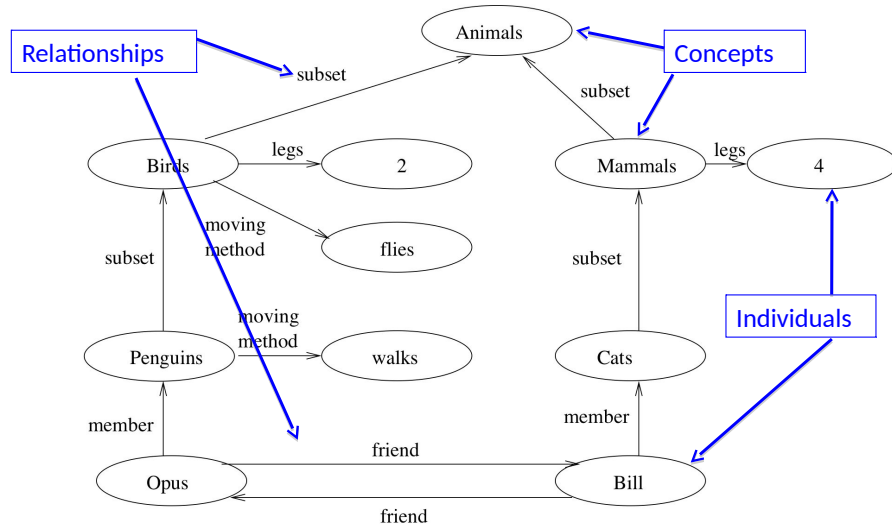 Animals
Relationships
Concepts
subset
subset
legs
legs
Birds
2
Mammals
4
moving
method
flies
subset
subset
Individuals
moving
method
Penguins
walks
Cats
member
member
friend
Opus
Bill
friend